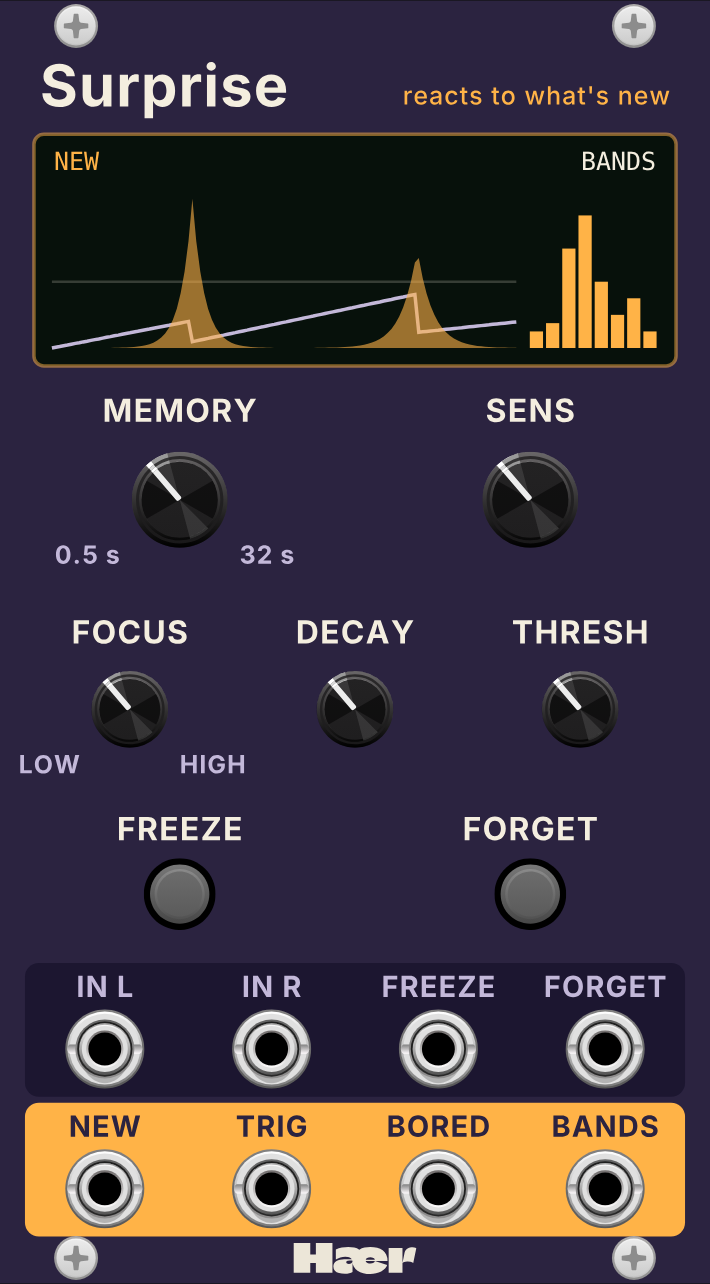 Surprise
reacts to what's new
NEW BANDS
MEMORY SENS
0.5 s 32 s
FOCUS DECAY THRESH
LOW HIGH
FREEZE FORGET
IN L IN R FREEZE FORGET
NEW TRIG BORED BANDS
Hær